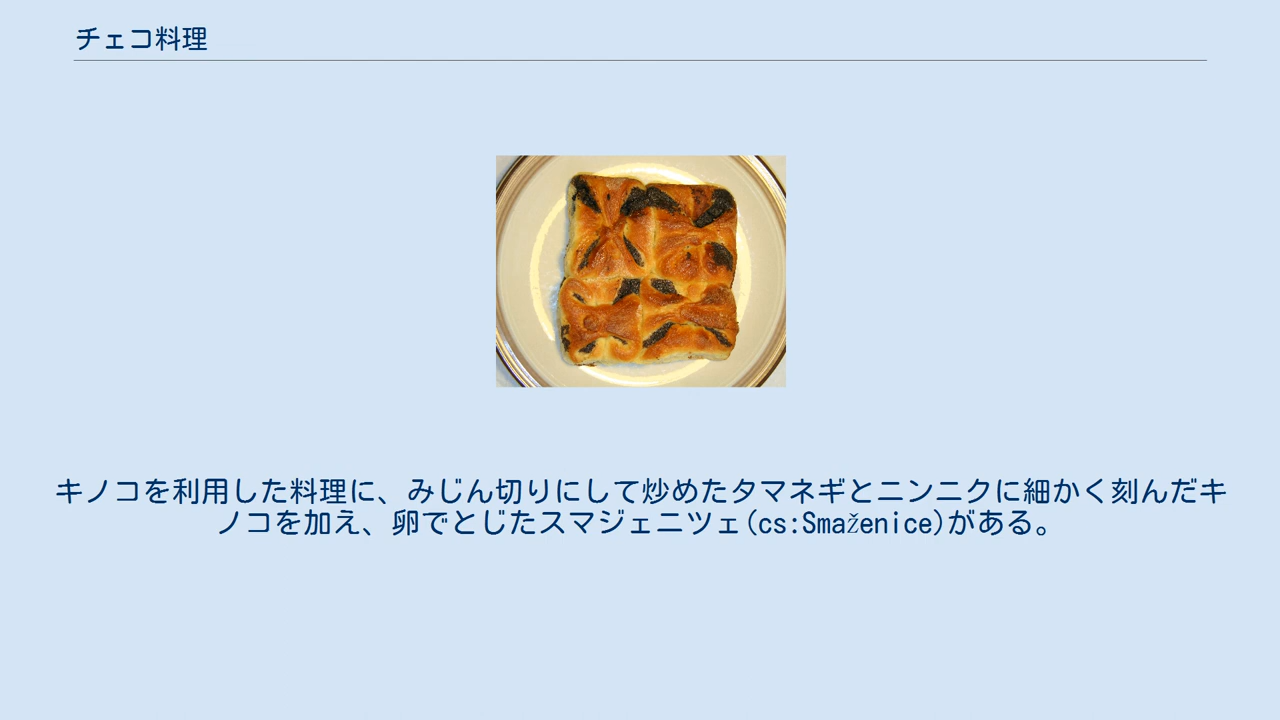 チェコ料理
キノコを利用した料理に、みじん切りにして炒めたタマネギとニンニクに細かく刻んだキ
ノコを加え、卵でとじたスマジェニツェ(cs:Smaženice)がある。